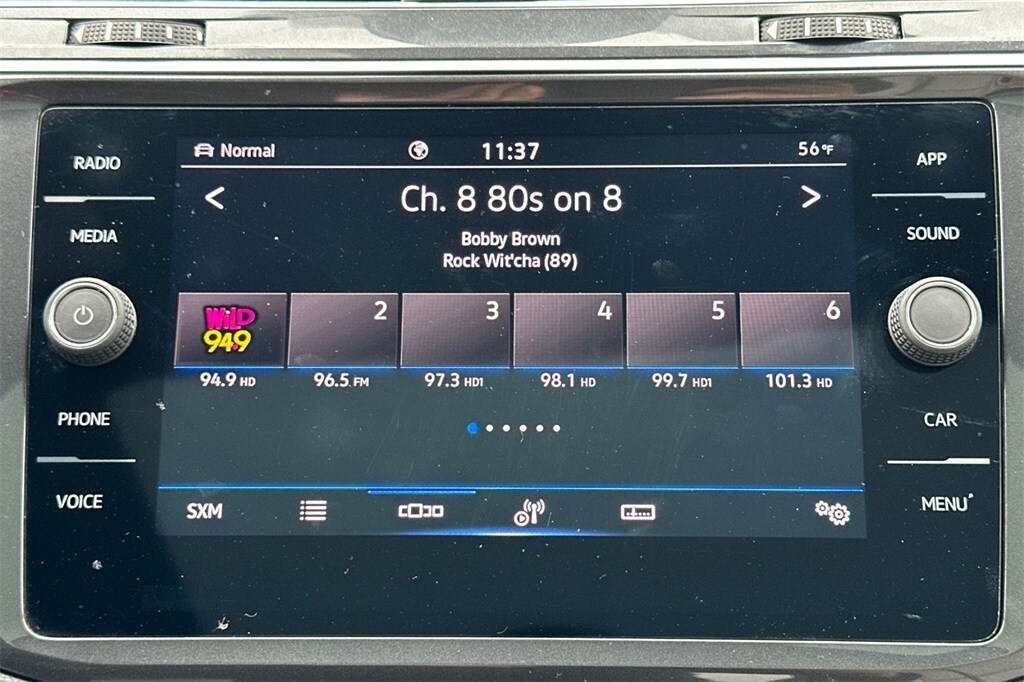 RADIO
MEDIA
PHONE
VOICE
Normal 11:37 56°F
Ch. 8 80s on 8
Bobby Brown
Rock Wit'cha (89)
WiLD 94.9 2 3 4 5 6
94.9 HD 96.5 FM 97.3 HD1 98.1 HD 99.7 HD1 101.3 HD
SXM
APP
SOUND
CAR
MENU